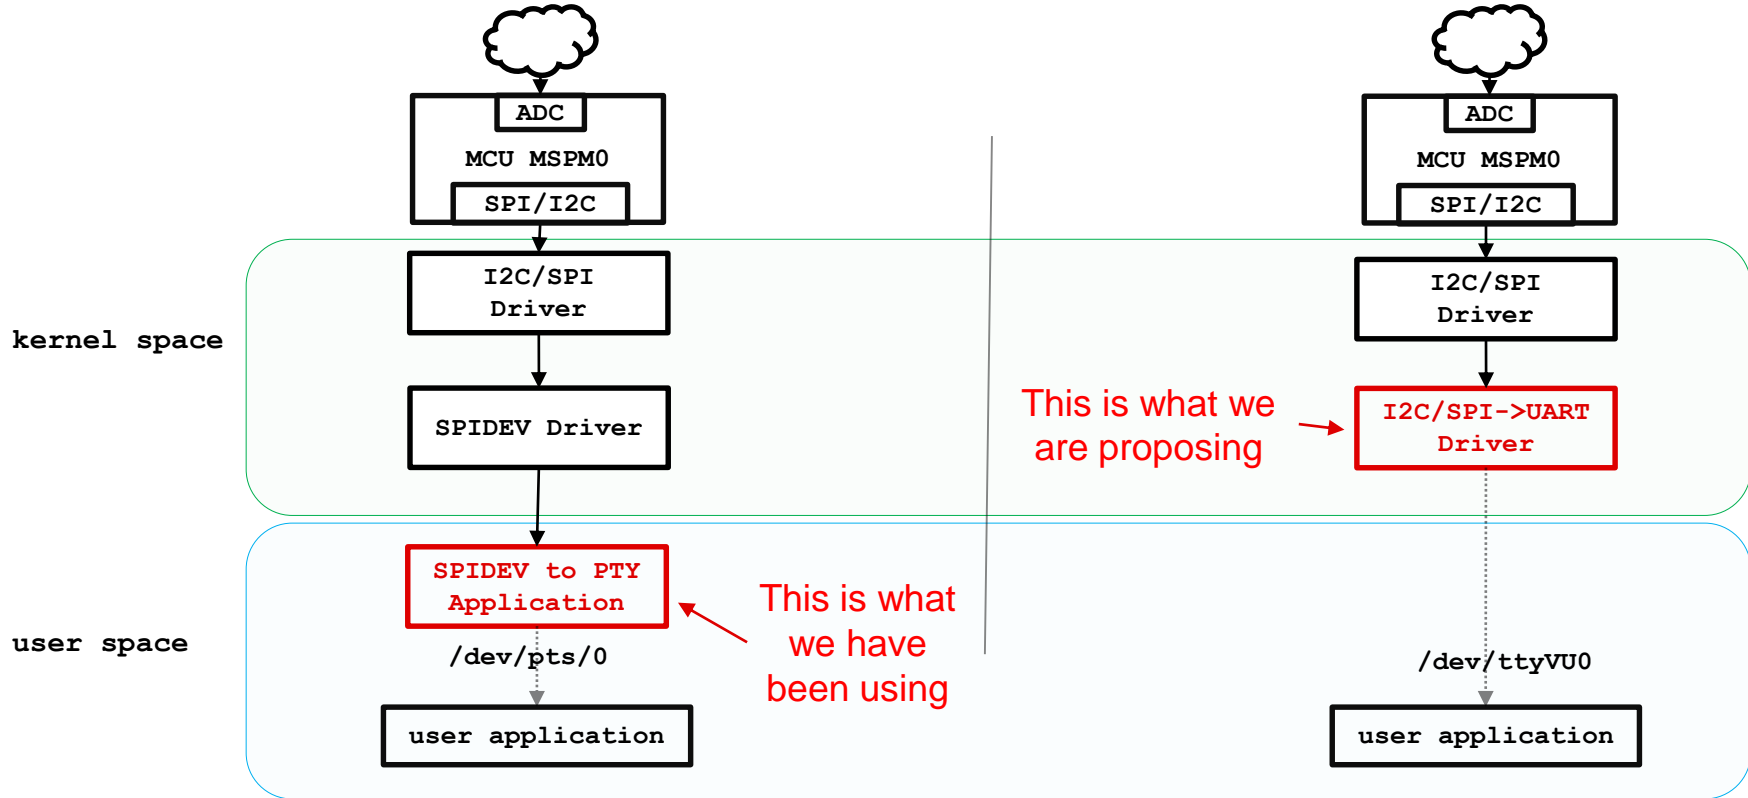 ADC
MCU MSPM0
SPI/I2C
I2C/SPI
Driver
SPIDEV Driver
SPIDEV to PTY
Application
/dev/pts/0
user application
kernel space
user space
This is what
we have
been using
ADC
MCU MSPM0
SPI/I2C
I2C/SPI
Driver
This is what we
are proposing
I2C/SPI->UART
Driver
/dev/ttyVU0
user application